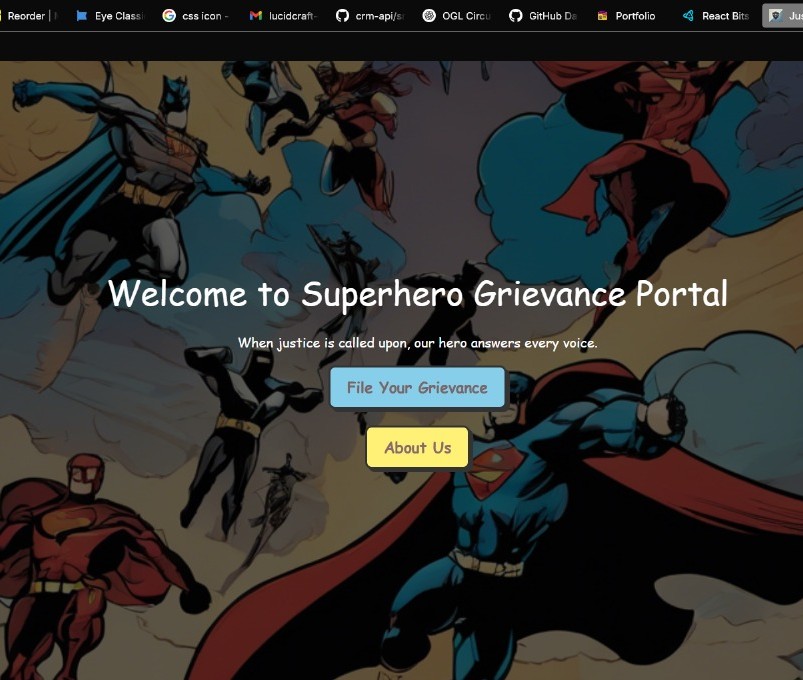 Reorder |
Eye Classi
css icon -
lucidcraft-
crm-api/s
OGL Circu
GitHub Da
Portfolio
React Bits
Jus
Welcome to Superhero Grievance Portal
When justice is called upon, our hero answers every voice.
File Your Grievance
About Us